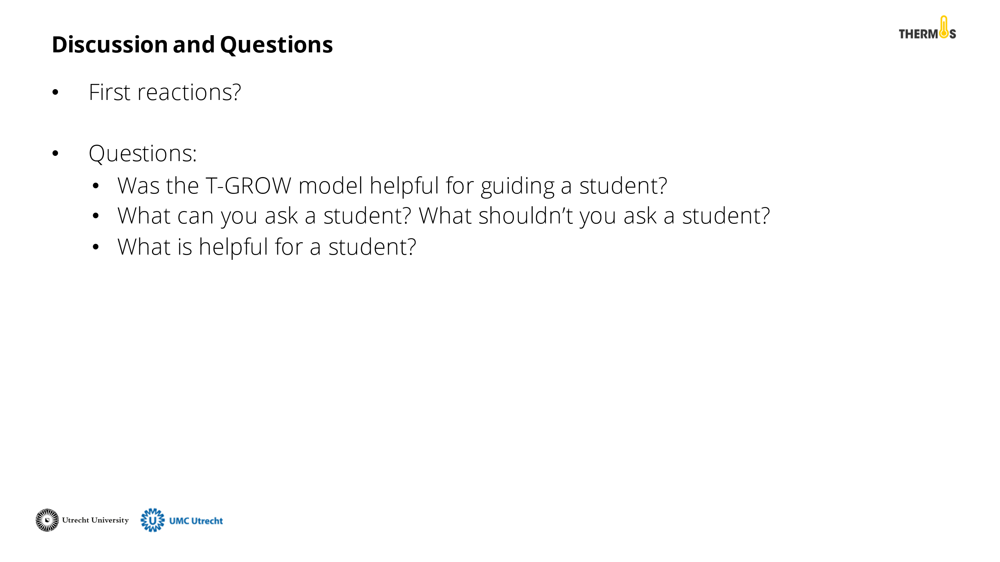 THERMOS
Discussion and Questions
• First reactions?
• Questions:
• Was the T-GROW model helpful for guiding a student?
• What can you ask a student? What shouldn’t you ask a student?
• What is helpful for a student?
Utrecht University
UMC Utrecht